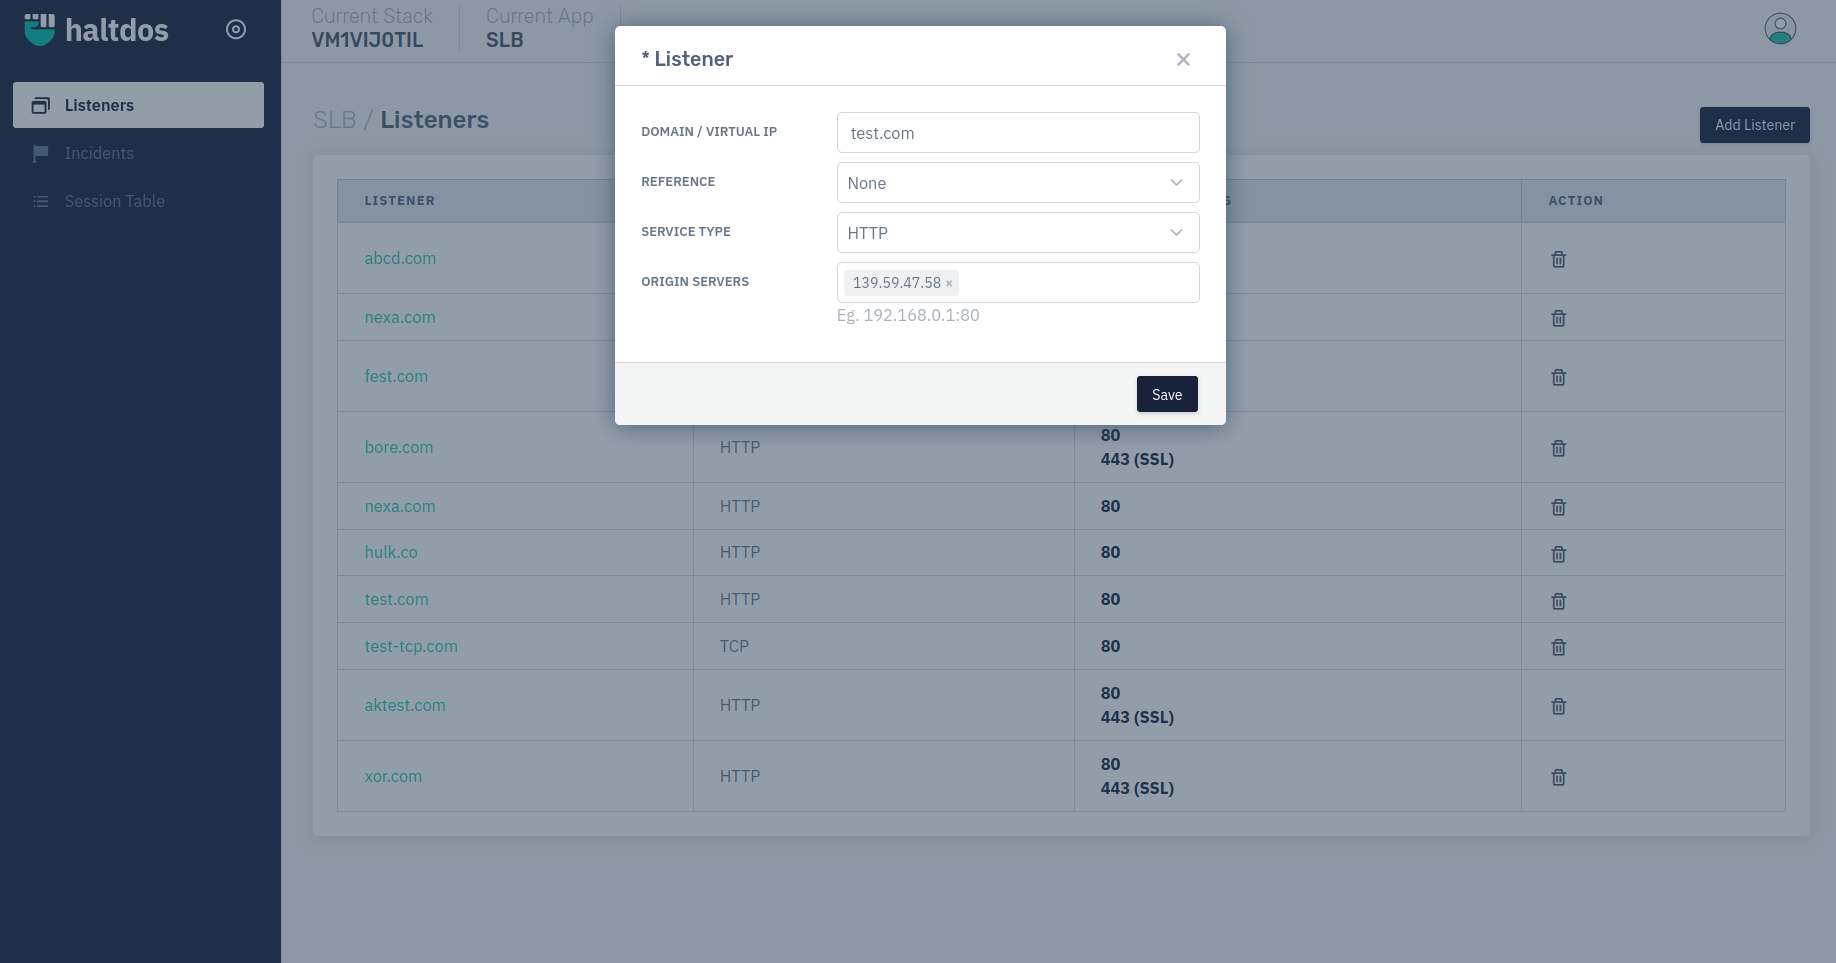 haltdos
Current Stack
VM1VIJ0TIL
Current App
SLB
Listeners
Incidents
Session Table
SLB / Listeners
Add Listener
* Listener
DOMAIN / VIRTUAL IP
test.com
REFERENCE
None
SERVICE TYPE
HTTP
ORIGIN SERVERS
139.59.47.58 ×
Eg. 192.168.0.1:80
Save
LISTENER S ACTION
abcd.com
nexa.com
fest.com
bore.com HTTP 80
443 (SSL)
nexa.com HTTP 80
hulk.co HTTP 80
test.com HTTP 80
test-tcp.com TCP 80
aktest.com HTTP 80
443 (SSL)
xor.com HTTP 80
443 (SSL)